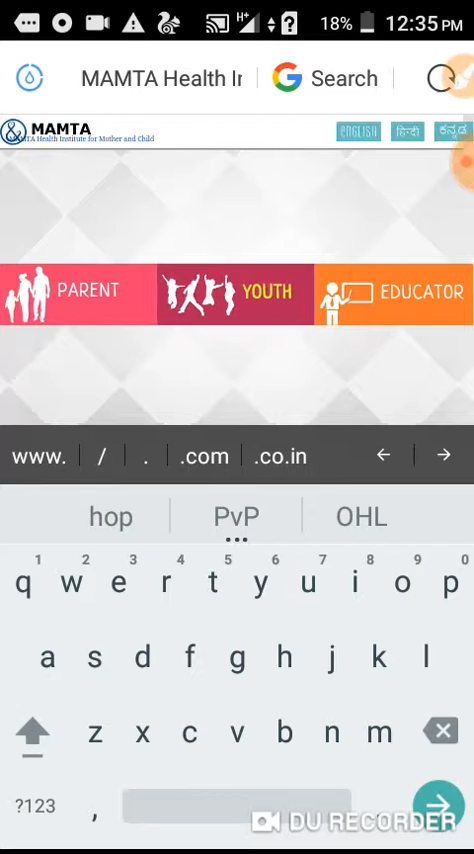 H+ 18% 12:35 PM
MAMTA Health Ir Search
MAMTA
MAMTA Health Institute for Mother and Child
ENGLISH हिन्दी ಕನ್ನಡ
PARENT YOUTH EDUCATOR
www. / . .com .co.in
hop PvP OHL
1 2 3 4 5 6 7 8 9 0
q w e r t y u i o p
a s d f g h j k l
z x c v b n m
?123 ,
DU RECORDER